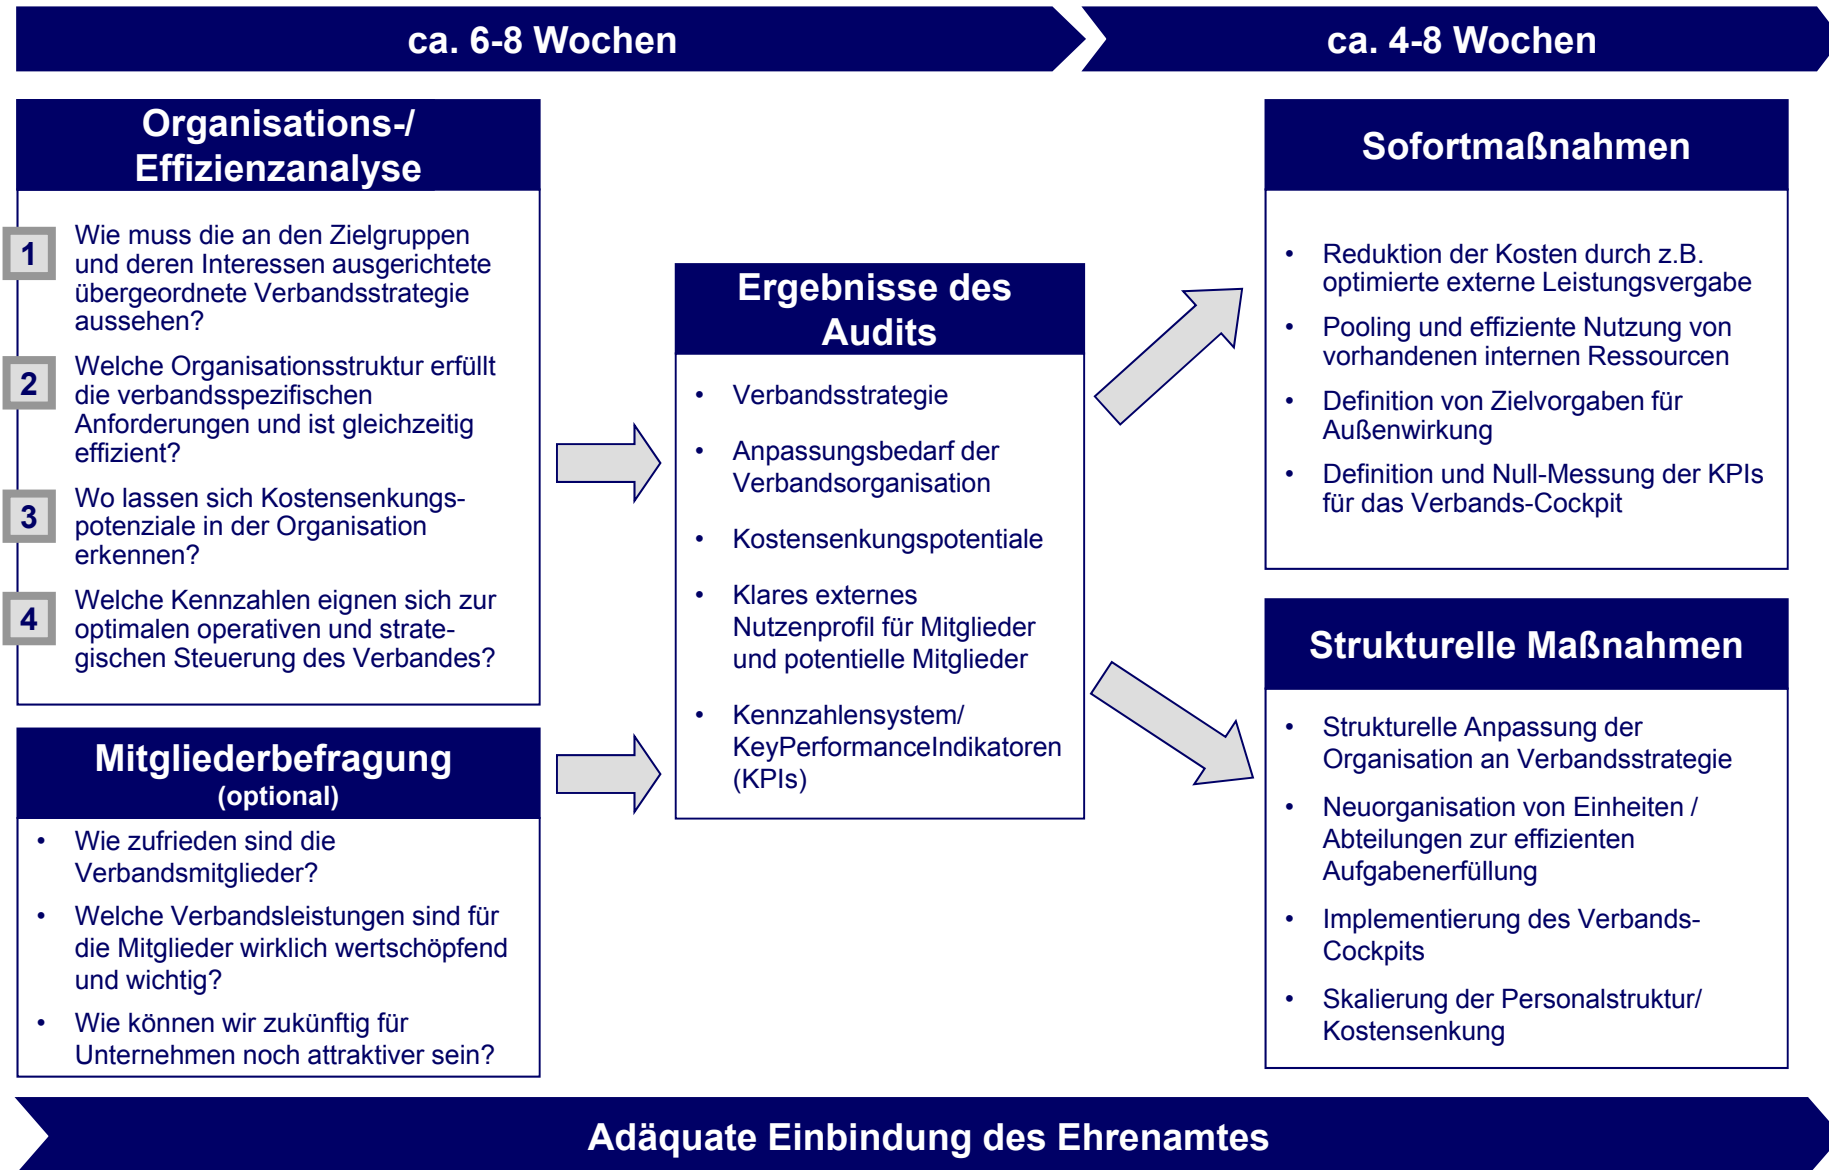 ca. 6-8 Wochen
ca. 4-8 Wochen
Organisations-/
Effizienzanalyse
1
Wie muss die an den Zielgruppen
und deren Interessen ausgerichtete
übergeordnete Verbandsstrategie
aussehen?
2
Welche Organisationsstruktur erfüllt
die verbandsspezifischen
Anforderungen und ist gleichzeitig
effizient?
3
Wo lassen sich Kostensenkungs-
potenziale in der Organisation
erkennen?
4
Welche Kennzahlen eignen sich zur
optimalen operativen und strate-
gischen Steuerung des Verbandes?
Mitgliederbefragung
(optional)
• Wie zufrieden sind die
Verbandsmitglieder?
• Welche Verbandsleistungen sind für
die Mitglieder wirklich wertschöpfend
und wichtig?
• Wie können wir zukünftig für
Unternehmen noch attraktiver sein?
Ergebnisse des
Audits
• Verbandsstrategie
• Anpassungsbedarf der
Verbandsorganisation
• Kostensenkungspotentiale
• Klares externes
Nutzenprofil für Mitglieder
und potentielle Mitglieder
• Kennzahlensystem/
KeyPerformanceIndikatoren
(KPIs)
Sofortmaßnahmen
• Reduktion der Kosten durch z.B.
optimierte externe Leistungsvergabe
• Pooling und effiziente Nutzung von
vorhandenen internen Ressourcen
• Definition von Zielvorgaben für
Außenwirkung
• Definition und Null-Messung der KPIs
für das Verbands-Cockpit
Strukturelle Maßnahmen
• Strukturelle Anpassung der
Organisation an Verbandsstrategie
• Neuorganisation von Einheiten /
Abteilungen zur effizienten
Aufgabenerfüllung
• Implementierung des Verbands-
Cockpits
• Skalierung der Personalstruktur/
Kostensenkung
Adäquate Einbindung des Ehrenamtes